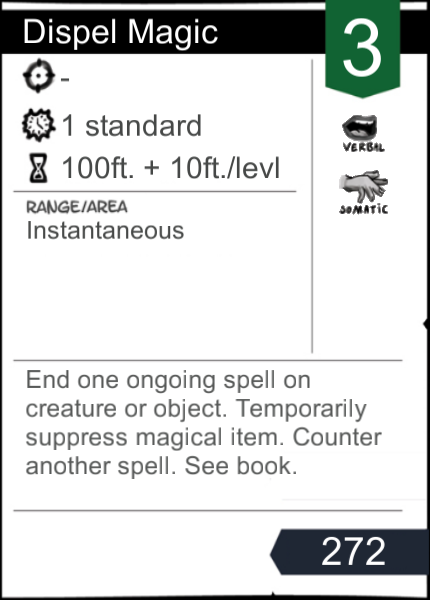 Dispel Magic
3
-
1 standard
100ft. + 10ft./levl
VERBAL
SOMATIC
RANGE/AREA
Instantaneous
End one ongoing spell on
creature or object. Temporarily
suppress magical item. Counter
another spell. See book.
272